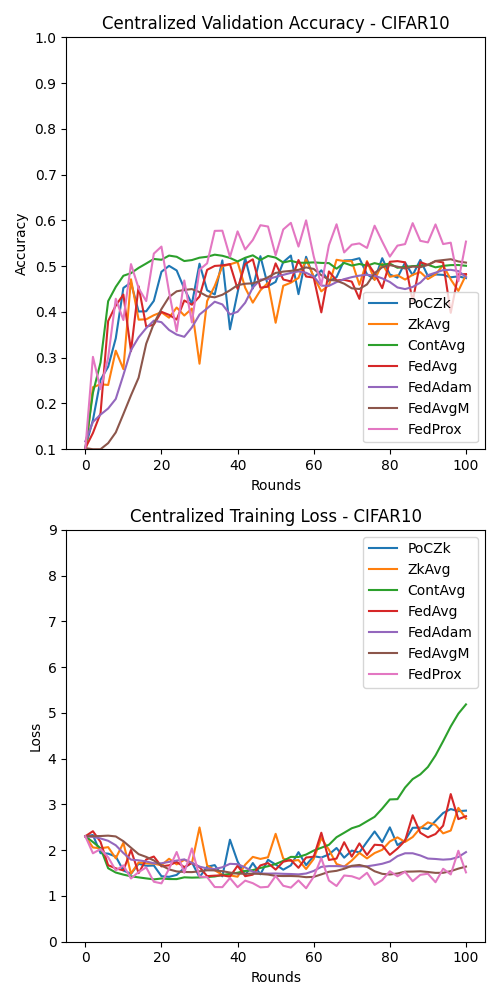 Centralized Validation Accuracy - CIFAR10
1.0
0.9
0.8
0.7
0.6
0.5
0.4
0.3
0.2
0.1
Accuracy
PoCZk
ZkAvg
ContAvg
FedAvg
FedAdam
FedAvgM
FedProx
0 20 40 60 80 100
Rounds
Centralized Training Loss - CIFAR10
9
8
7
6
5
4
3
2
1
0
Loss
PoCZk
ZkAvg
ContAvg
FedAvg
FedAdam
FedAvgM
FedProx
0 20 40 60 80 100
Rounds